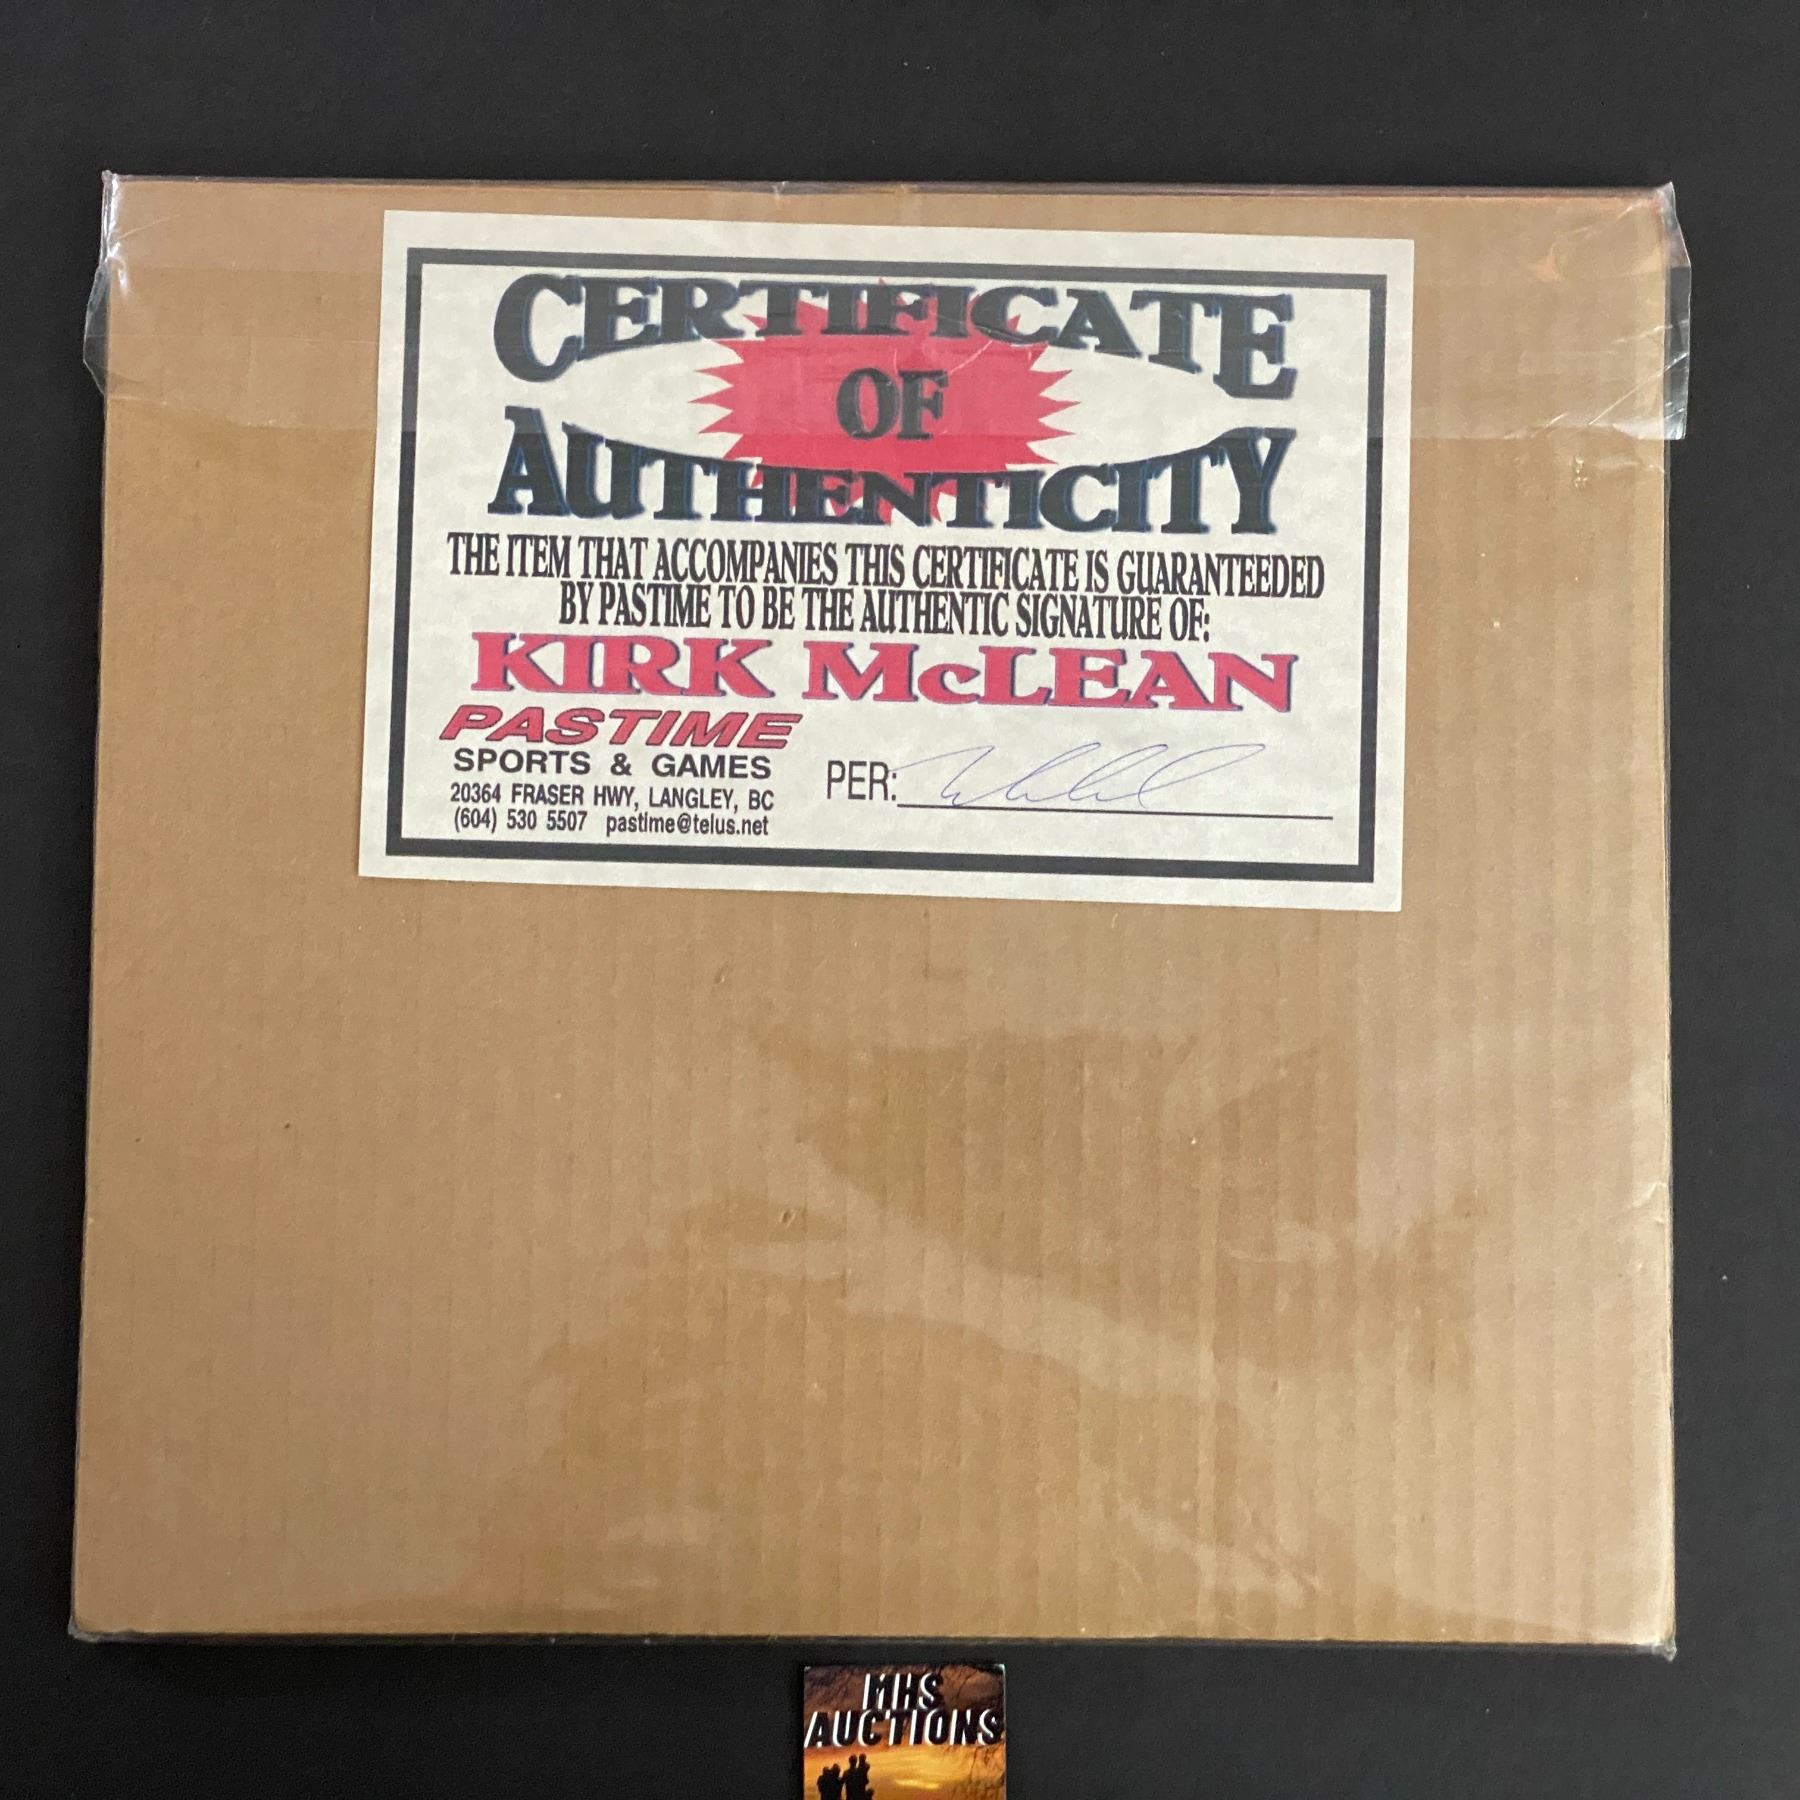 CERTIFICATE
OF
AUTHENTICITY
THE ITEM THAT ACCOMPANIES THIS CERTIFICATE IS GUARANTEEDED
BY PASTIME TO BE THE AUTHENTIC SIGNATURE OF:
KIRK McLEAN
PASTIME
SPORTS & GAMES
20364 FRASER HWY, LANGLEY, BC
(604) 530 5507 pastime@telus.net
PER:
MHS
AUCTIONS